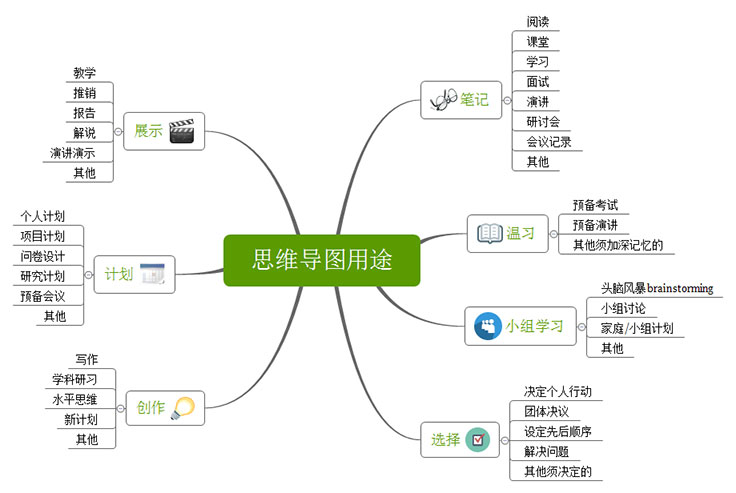 思维导图用途
笔记
阅读
课堂
学习
面试
演讲
研讨会
会议记录
其他
温习
预备考试
预备演讲
其他须加深记忆的
小组学习
头脑风暴brainstorming
小组讨论
家庭/小组计划
其他
选择
决定个人行动
团体决议
设定先后顺序
解决问题
其他须决定的
展示
教学
推销
报告
解说
演讲演示
其他
计划
个人计划
项目计划
问卷设计
研究计划
预备会议
其他
创作
写作
学科研习
水平思维
新计划
其他